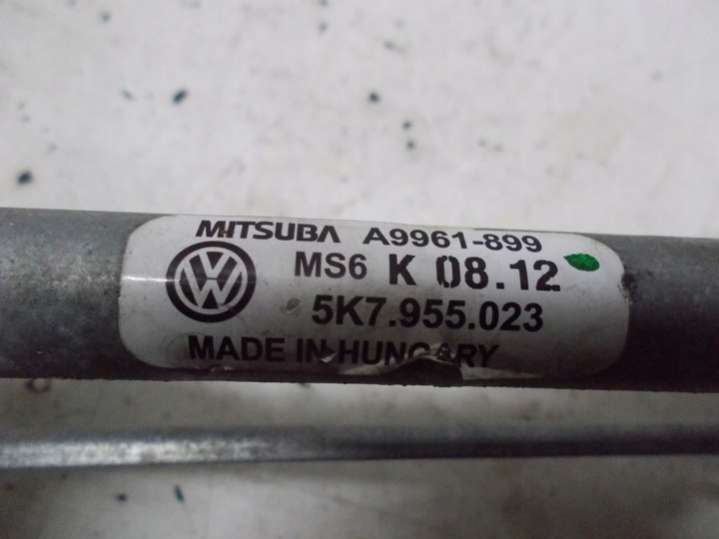 MITSUBA A9961-899
MS6 K 08.12
5K7.955.023
MADE IN HUNGARY